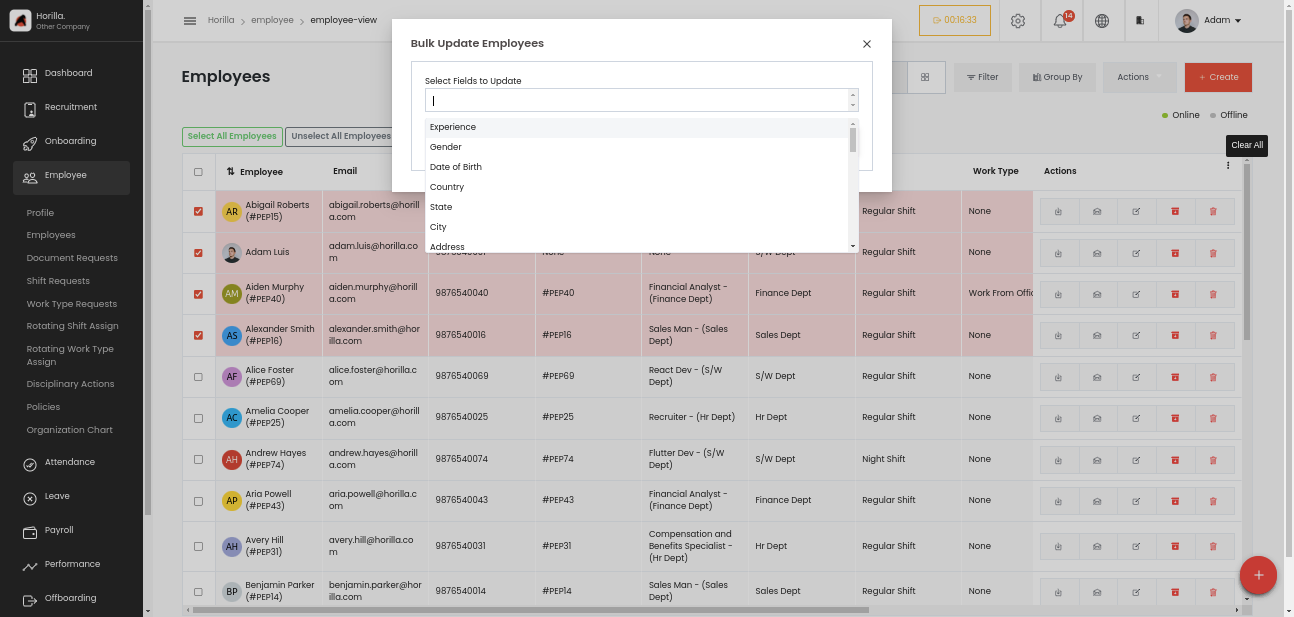 Horilla.
Other Company
Dashboard
Recruitment
Onboarding
Employee
Profile
Employees
Document Requests
Shift Requests
Work Type Requests
Rotating Shift Assign
Rotating Work Type
Assign
Disciplinary Actions
Policies
Organization Chart
Attendance
Leave
Payroll
Performance
Offboarding
Horilla > employee > employee-view
00:16:33
14
Adam
Employees
Filter
Group By
Actions
+ Create
Online
Offline
Select All Employees
Unselect All Employees
Clear All
Bulk Update Employees
Select Fields to Update
Experience
Gender
Date of Birth
Country
State
City
Address
Employee Email Work Type Actions
AR Abigail Roberts (#PEP15) abigail.roberts@horilla.com Regular Shift None
Adam Luis adam.luis@horilla.com Regular Shift None
AM Aiden Murphy (#PEP40) aiden.murphy@horilla.com 9876540040 #PEP40 Financial Analyst - (Finance Dept) Finance Dept Regular Shift Work From Offic
AS Alexander Smith (#PEP16) alexander.smith@horilla.com 9876540016 #PEP16 Sales Man - (Sales Dept) Sales Dept Regular Shift None
AF Alice Foster (#PEP69) alice.foster@horilla.com 9876540069 #PEP69 React Dev - (S/W Dept) S/W Dept Regular Shift None
AC Amelia Cooper (#PEP25) amelia.cooper@horilla.com 9876540025 #PEP25 Recruiter - (Hr Dept) Hr Dept Regular Shift None
AH Andrew Hayes (#PEP74) andrew.hayes@horilla.com 9876540074 #PEP74 Flutter Dev - (S/W Dept) S/W Dept Night Shift None
AP Aria Powell (#PEP43) aria.powell@horilla.com 9876540043 #PEP43 Financial Analyst - (Finance Dept) Finance Dept Regular Shift None
AH Avery Hill (#PEP31) avery.hill@horilla.com 9876540031 #PEP31 Compensation and Benefits Specialist - (Hr Dept) Hr Dept Regular Shift None
BP Benjamin Parker (#PEP14) benjamin.parker@horilla.com 9876540014 #PEP14 Sales Man - (Sales Dept) Sales Dept Regular Shift None